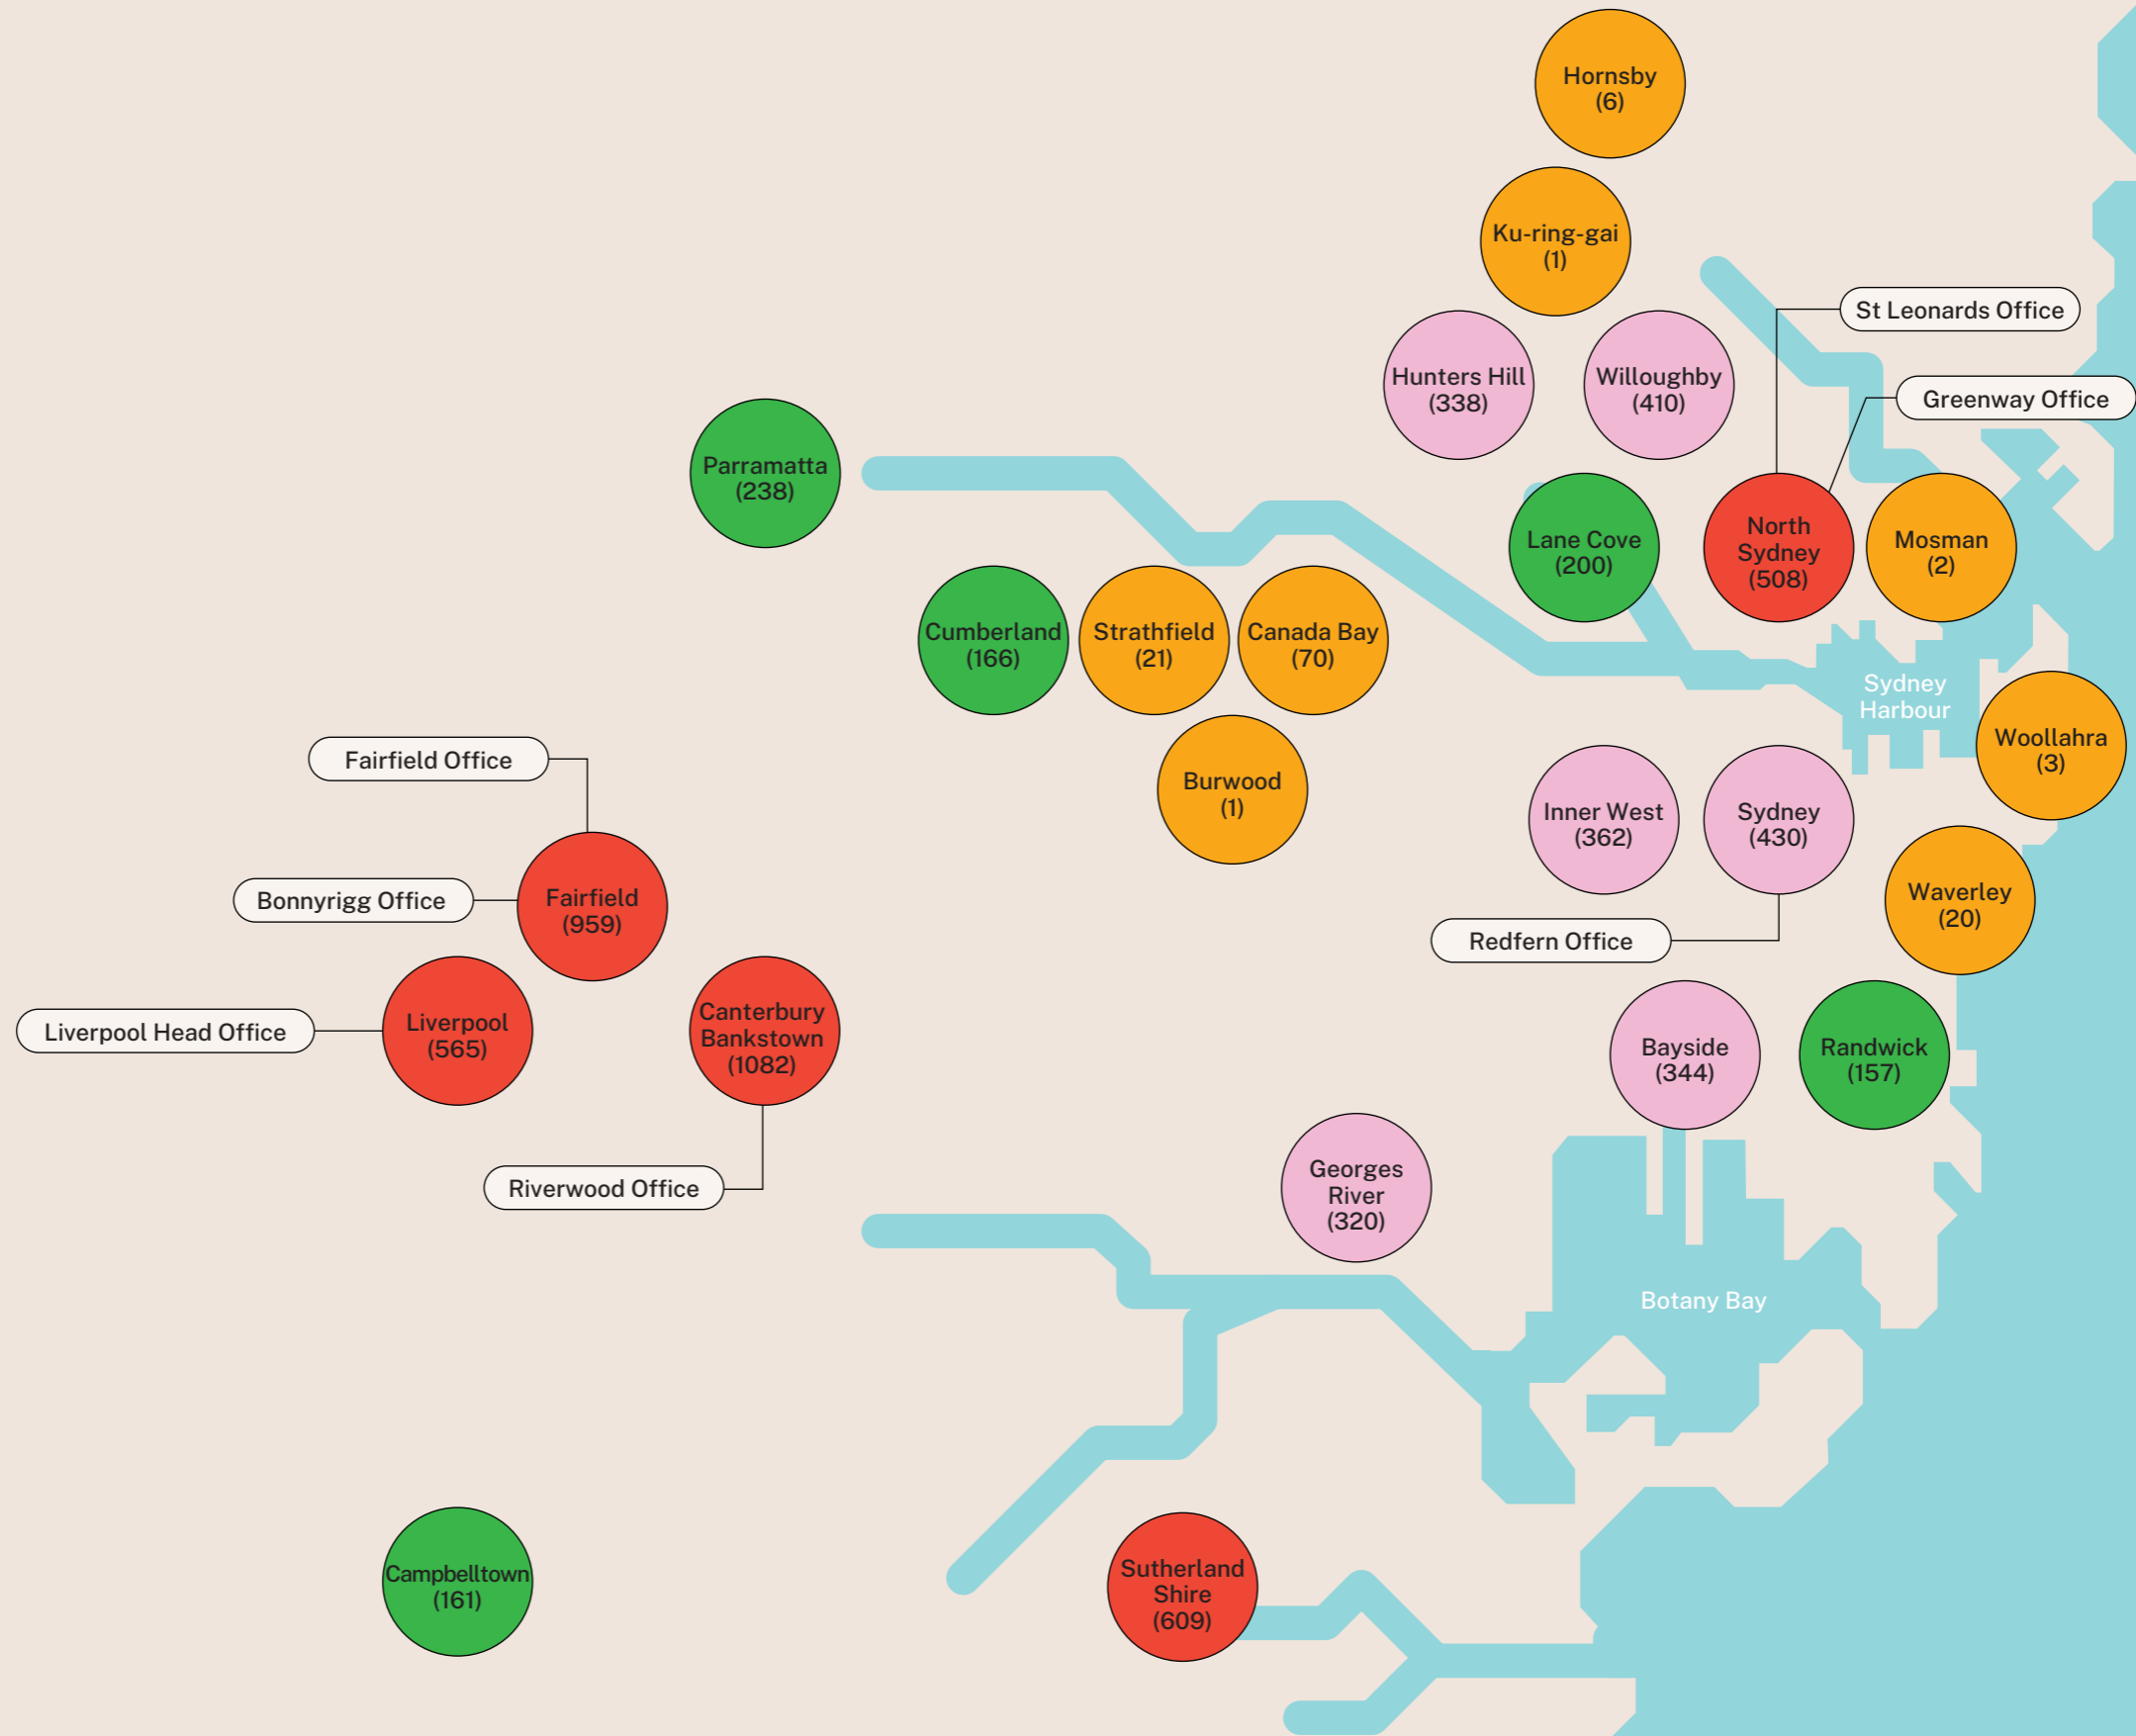 Hornsby
(6)
Ku-ring-gai
(1)
St Leonards Office
Hunters Hill
(338)
Willoughby
(410)
Greenway Office
Parramatta
(238)
Lane Cove
(200)
North
Sydney
(508)
Mosman
(2)
Cumberland
(166)
Strathfield
(21)
Canada Bay
(70)
Sydney
Harbour
Woollahra
(3)
Fairfield Office
Burwood
(1)
Inner West
(362)
Sydney
(430)
Bonnyrigg Office
Fairfield
(959)
Waverley
(20)
Redfern Office
Liverpool Head Office
Liverpool
(565)
Canterbury
Bankstown
(1082)
Bayside
(344)
Randwick
(157)
Riverwood Office
Georges
River
(320)
Botany Bay
Campbelltown
(161)
Sutherland
Shire
(609)